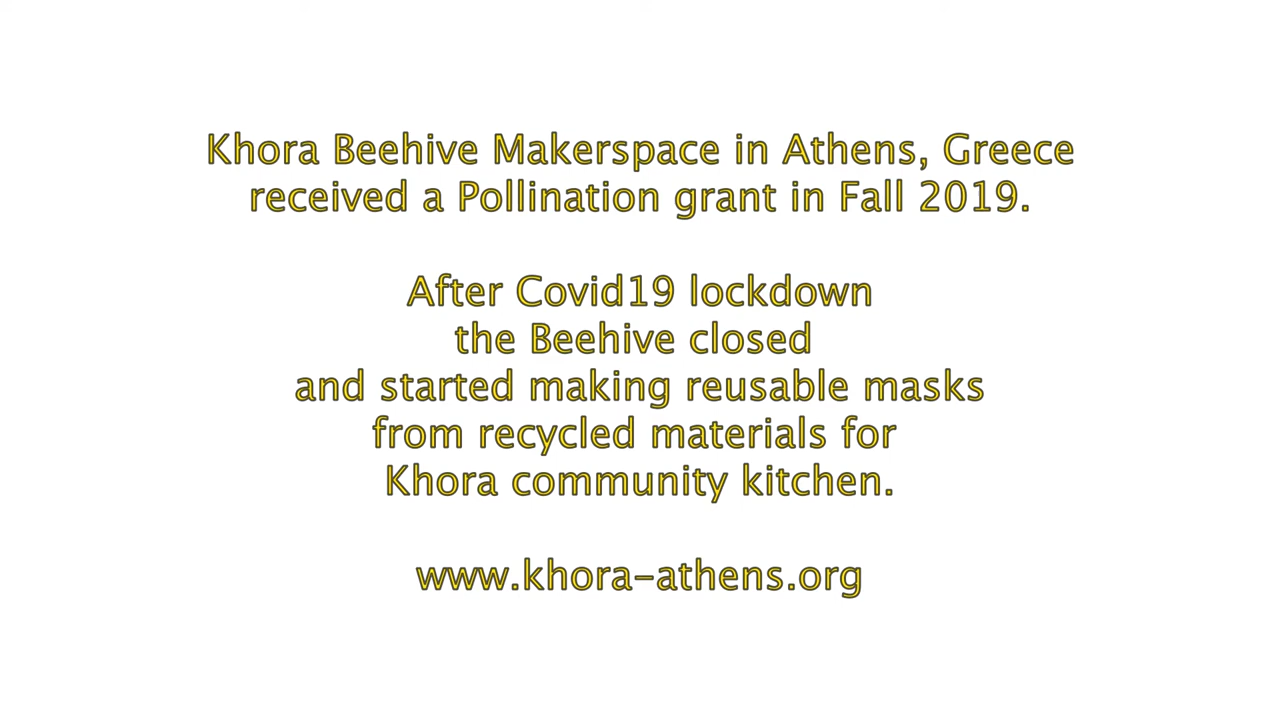 Khora Beehive Makerspace in Athens, Greece
received a Pollination grant in Fall 2019.
After Covid19 lockdown
the Beehive closed
and started making reusable masks
from recycled materials for
Khora community kitchen.
www.khora-athens.org